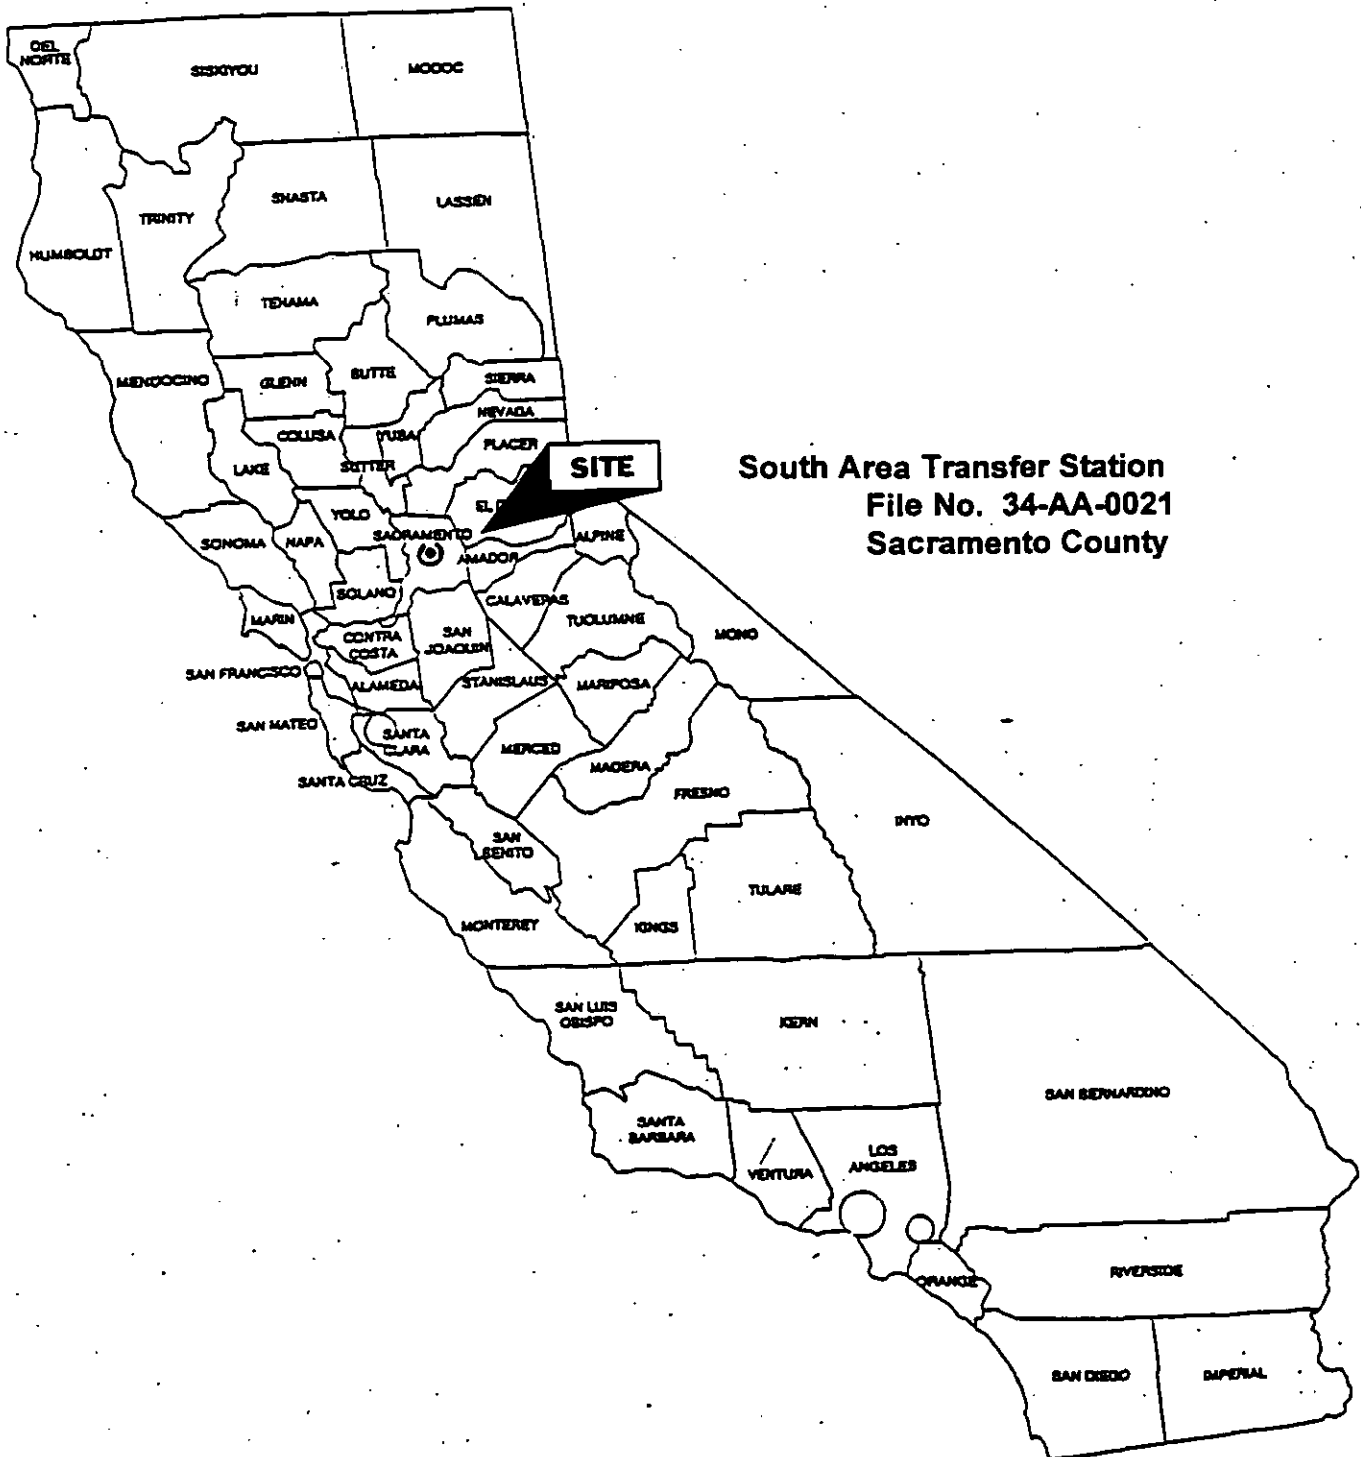 DEL
NORTE
SISKIYOU
MODOC
SHASTA
LASSEN
TRINITY
HUMBOLDT
TEHAMA
PLUMAS
MENDOCINO
GLENN
BUTTE
SIERRA
NEVADA
COLUSA
YUBA
PLACER
LAKE
SUTTER
SITE
South Area Transfer Station
File No. 34-AA-0021
Sacramento County
EL D
YOLO
SONOMA
NAPA
SACRAMENTO
ALPINE
AMADOR
SOLANO
CALAVERAS
MARIN
TUOLUMNE
CONTRA
COSTA
SAN
JOAQUIN
MONO
SAN FRANCISCO
ALAMEDA
STANISLAUS
MARIPOSA
SAN MATEO
SANTA
CLARA
MERCED
MADERA
SANTA CRUZ
FRESNO
INYO
SAN
BENITO
TULARE
MONTEREY
KINGS
SAN LUIS
OBISPO
KERN
SAN BERNARDINO
SANTA
BARBARA
VENTURA
LOS
ANGELES
ORANGE
RIVERSIDE
SAN DIEGO
IMPERIAL